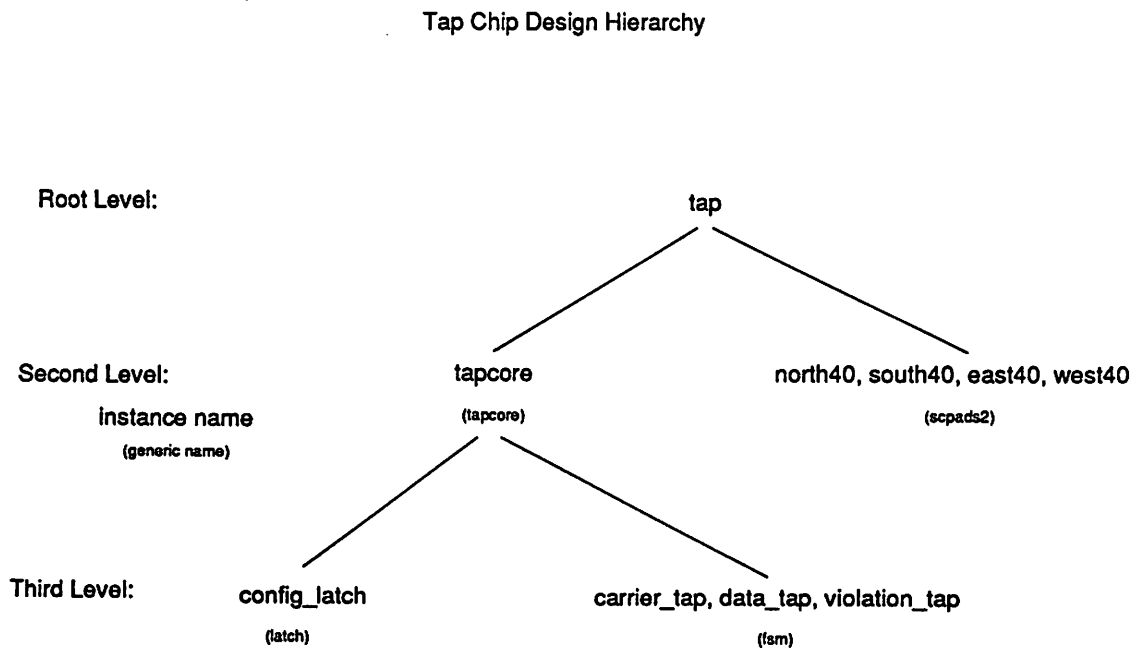 Tap Chip Design Hierarchy
Root Level:
tap
Second Level:
tapcore
north40, south40, east40, west40
instance name
(tapcore)
(scpads2)
(generic name)
Third Level:
config_latch
carrier_tap, data_tap, violation_tap
(latch)
(fsm)